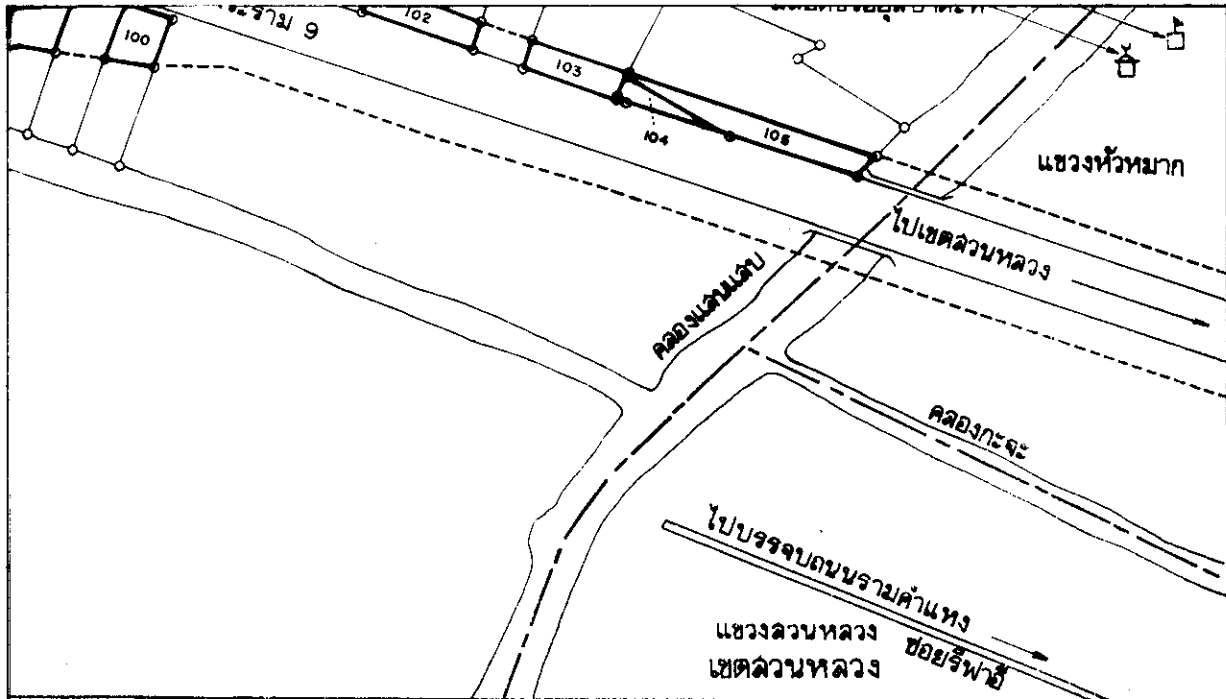 102
ระราม 9
100
103
104
105
แขวงหัวหมาก
ไปเขตสวนหลวง
คลองแสนแสบ
คลองกะจะ
ไปบรรจบถนนรามคำแหง
แขวงสวนหลวง
ซอยรีฟาอี
เขตสวนหลวง